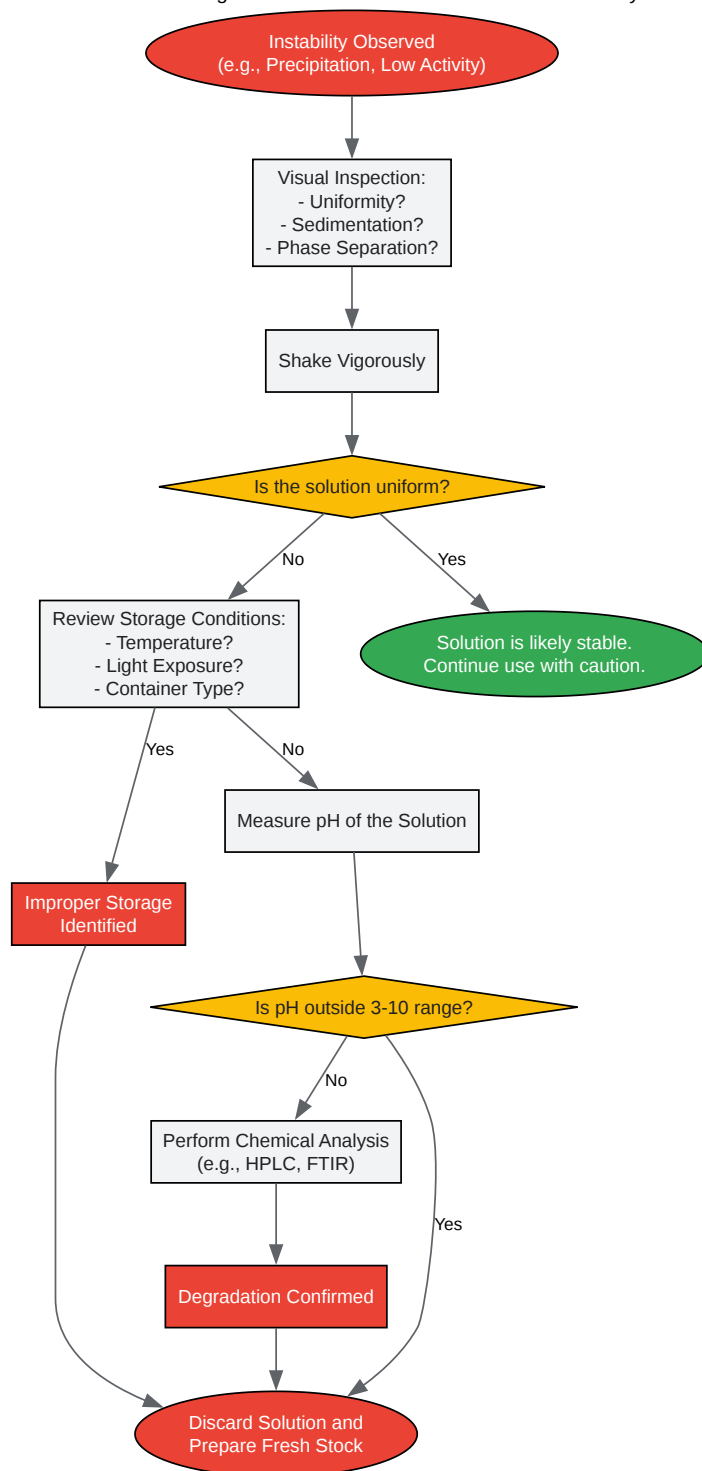 Instability Observed
(e.g., Precipitation, Low Activity)
Visual Inspection:
- Uniformity?
- Sedimentation?
- Phase Separation?
Shake Vigorously
Is the solution uniform?
No
Yes
Review Storage Conditions:
- Temperature?
- Light Exposure?
- Container Type?
Solution is likely stable.
Continue use with caution.
Yes
No
Measure pH of the Solution
Improper Storage
Identified
Is pH outside 3-10 range?
No
Perform Chemical Analysis
(e.g., HPLC, FTIR)
Yes
Degradation Confirmed
Discard Solution and
Prepare Fresh Stock